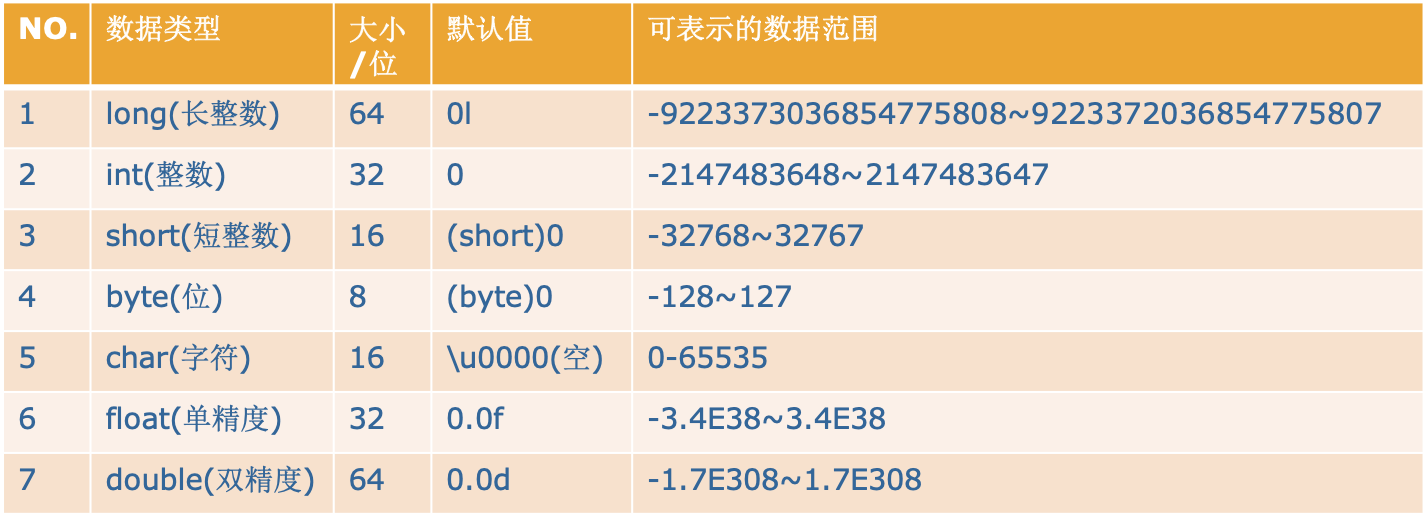 NO. 数据类型 大小/位 默认值 可表示的数据范围
1 long(长整数) 64 0l -9223373036854775808~9223372036854775807
2 int(整数) 32 0 -2147483648~2147483647
3 short(短整数) 16 (short)0 -32768~32767
4 byte(位) 8 (byte)0 -128~127
5 char(字符) 16 \u0000(空) 0-65535
6 float(单精度) 32 0.0f -3.4E38~3.4E38
7 double(双精度) 64 0.0d -1.7E308~1.7E308